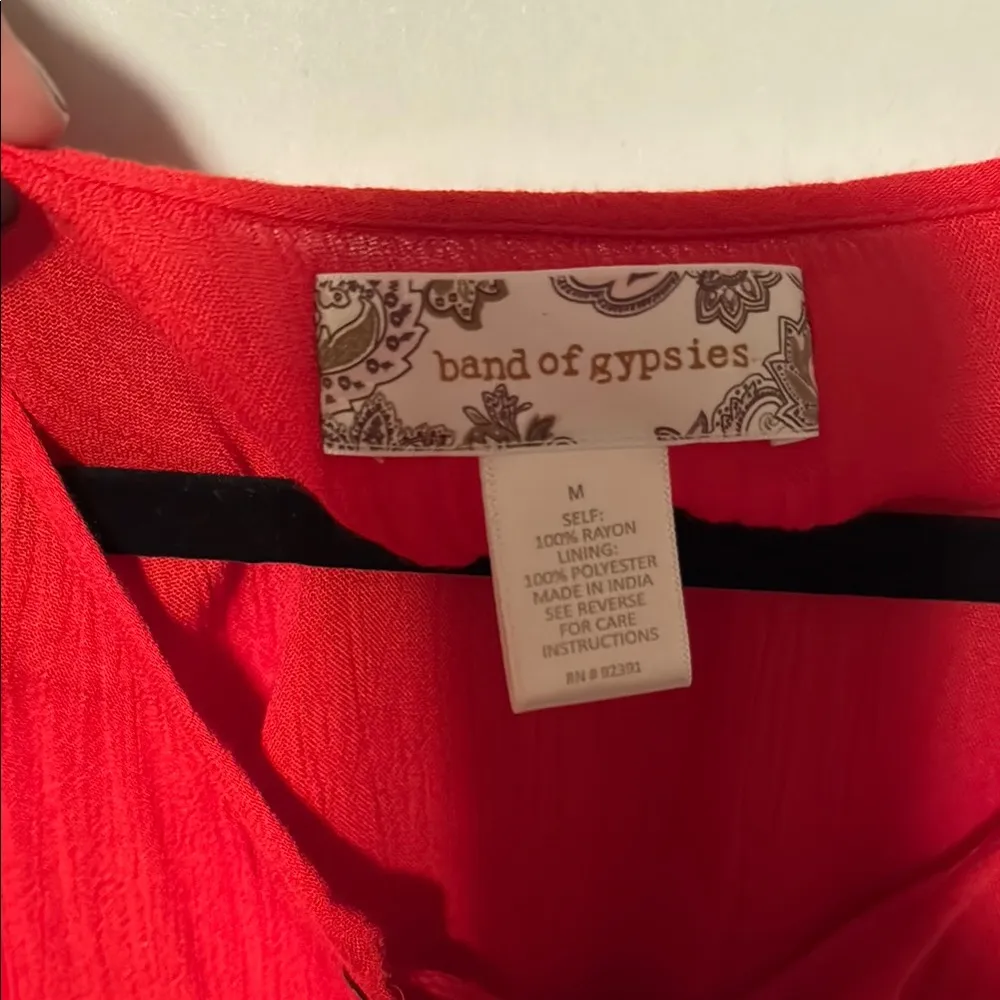 band of gypsies
M
SELF:
100% RAYON
LINING:
100% POLYESTER
MADE IN INDIA
SEE REVERSE
FOR CARE
INSTRUCTIONS
RN # 92391